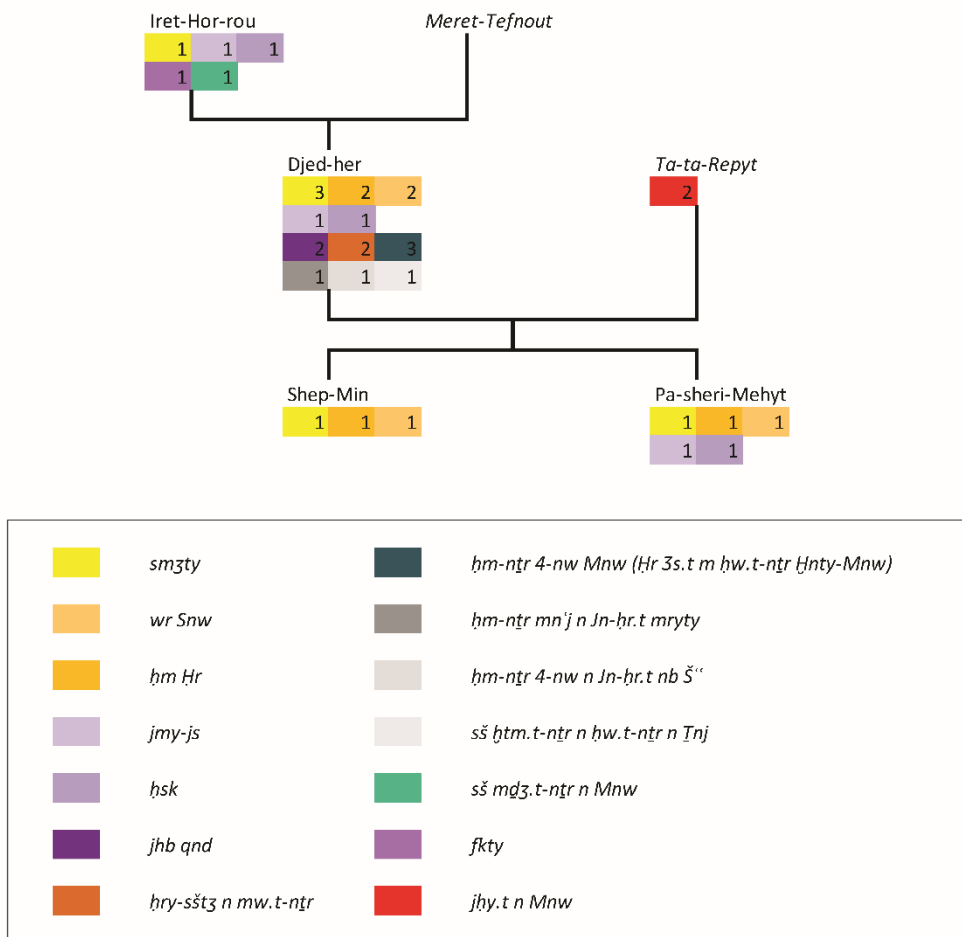 Iret-Hor-rou Meret-Tefnout
1 1 1
1 1
Djed-her Ta-ta-Repyt
3 2 2 2
1 1
2 2 3
1 1 1
Shep-Min Pa-sheri-Mehyt
1 1 1 1 1 1
1 1
smꜣty ḥm-nṯr 4-nw Mnw (Ḥr 3s.t m ḥw.t-nṯr H̱nty-Mnw)
wr Snw ḥm-nṯr mnʿj n Jn-ḥr.t mryty
ḥm Ḥr ḥm-nṯr 4-nw n Jn-ḥr.t nb Šʿʿ
jmy-js sš ḫtm.t-nṯr n ḥw.t-nṯr n Ṯnj
ḥsk sš mḏꜣ.t-nṯr n Mnw
jhb qnd fkty
ḥry-sštꜣ n mw.t-nṯr jḥy.t n Mnw